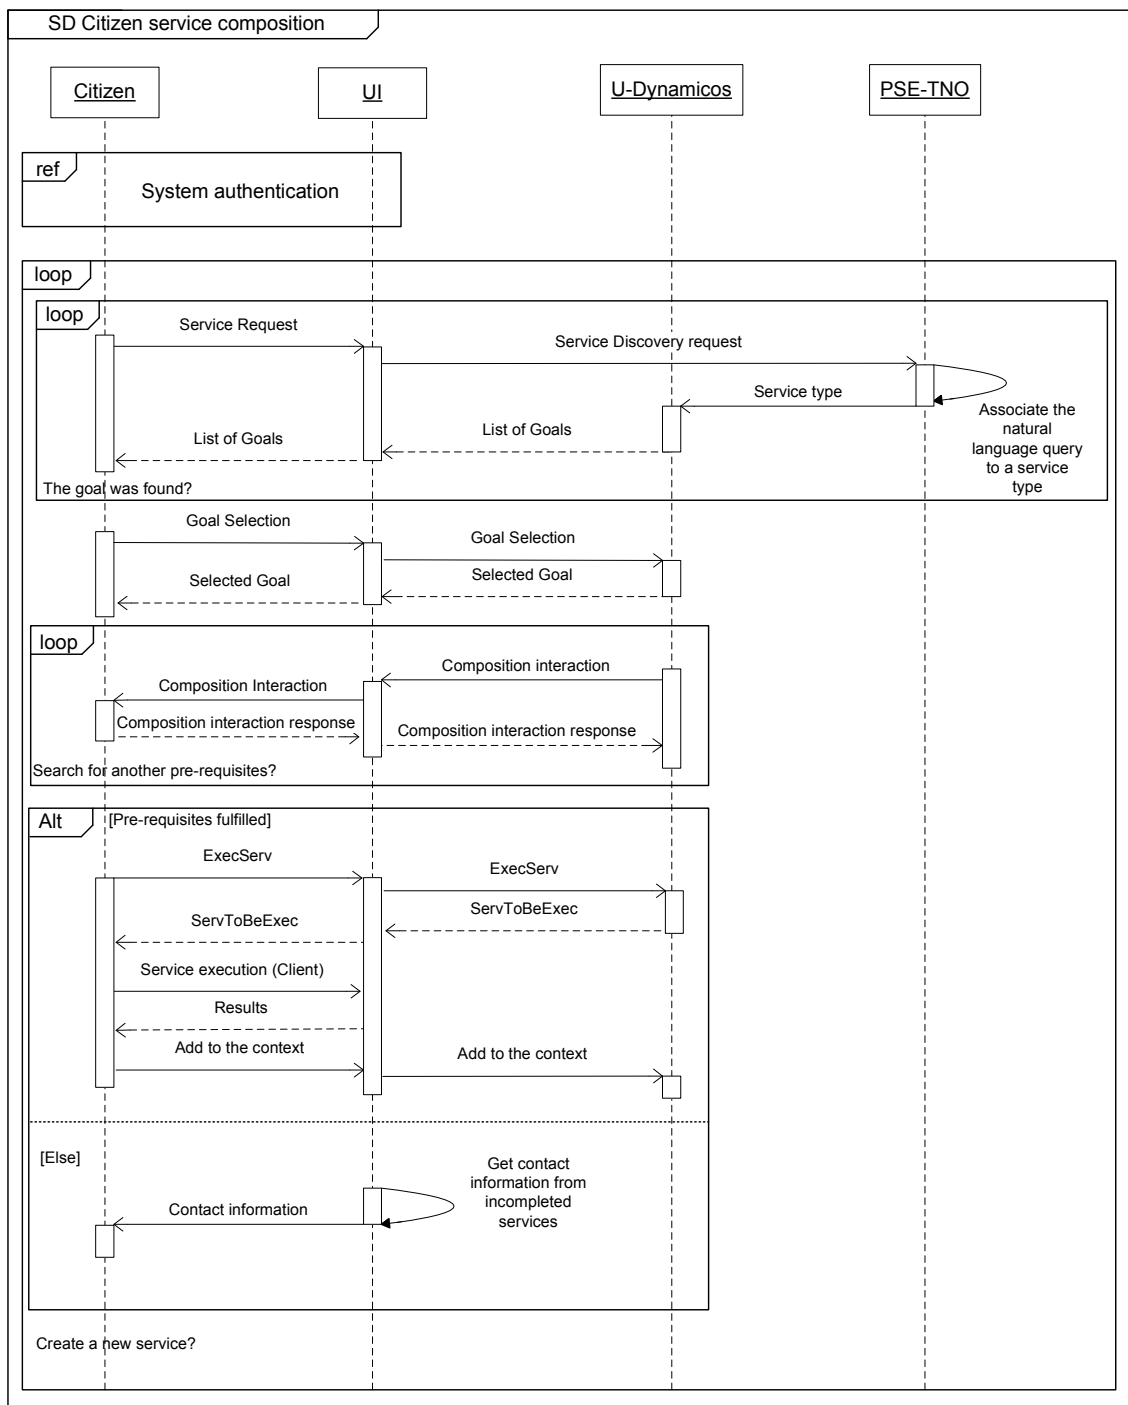 SD Citizen service composition
Citizen
UI
U-Dynamicos
PSE-TNO
ref
System authentication
loop
loop
Service Request
Service Discovery request
Service type
Associate the
natural
language query
to a service
type
List of Goals
List of Goals
The goal was found?
Goal Selection
Goal Selection
Selected Goal
Selected Goal
loop
Composition interaction
Composition Interaction
Composition interaction response
Composition interaction response
Search for another pre-requisites?
Alt
[Pre-requisites fulfilled]
ExecServ
ExecServ
ServToBeExec
ServToBeExec
Service execution (Client)
Results
Add to the context
Add to the context
[Else]
Get contact
information from
incompleted
services
Contact information
Create a new service?